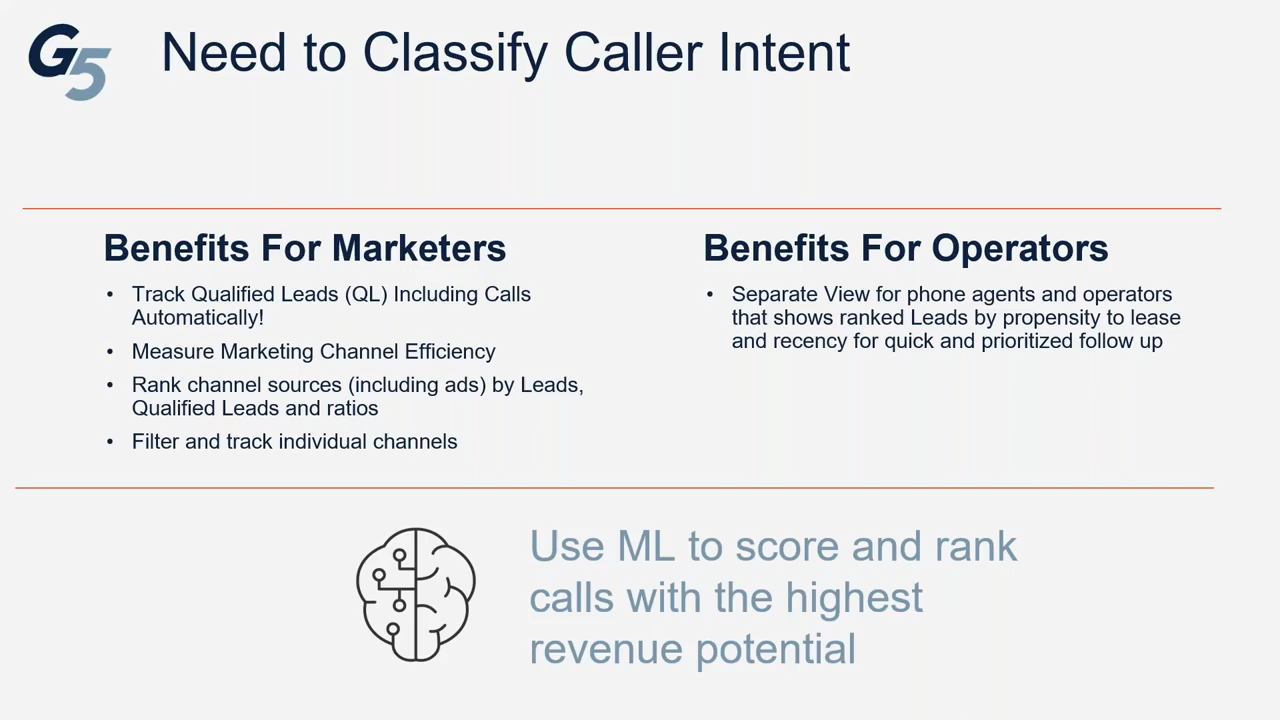 G5
Need to Classify Caller Intent
Benefits For Marketers
• Track Qualified Leads (QL) Including Calls
Automatically!
• Measure Marketing Channel Efficiency
• Rank channel sources (including ads) by Leads,
Qualified Leads and ratios
• Filter and track individual channels
Benefits For Operators
• Separate View for phone agents and operators
that shows ranked Leads by propensity to lease
and recency for quick and prioritized follow up
Use ML to score and rank
calls with the highest
revenue potential